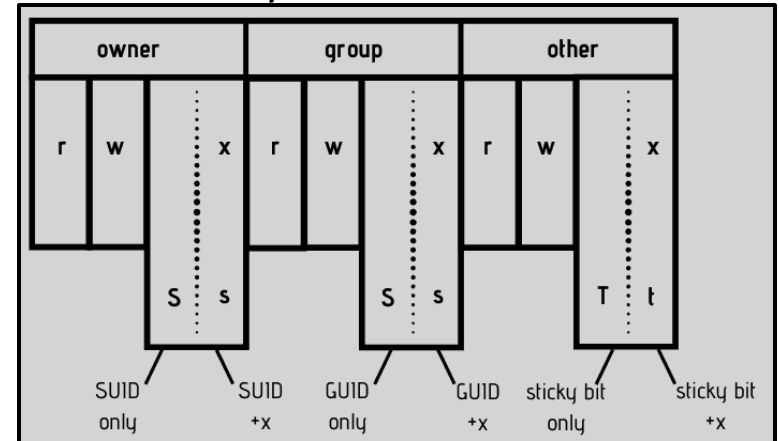 owner group other
r w x r w x r w x
S s S s T t
SUID SUID GUID GUID sticky bit sticky bit
only +x only +x only +x